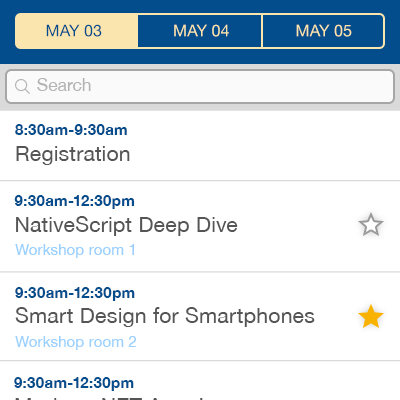 MAY 03 MAY 04 MAY 05
Search
8:30am-9:30am
Registration
9:30am-12:30pm
NativeScript Deep Dive
Workshop room 1
9:30am-12:30pm
Smart Design for Smartphones
Workshop room 2
9:30am-12:30pm